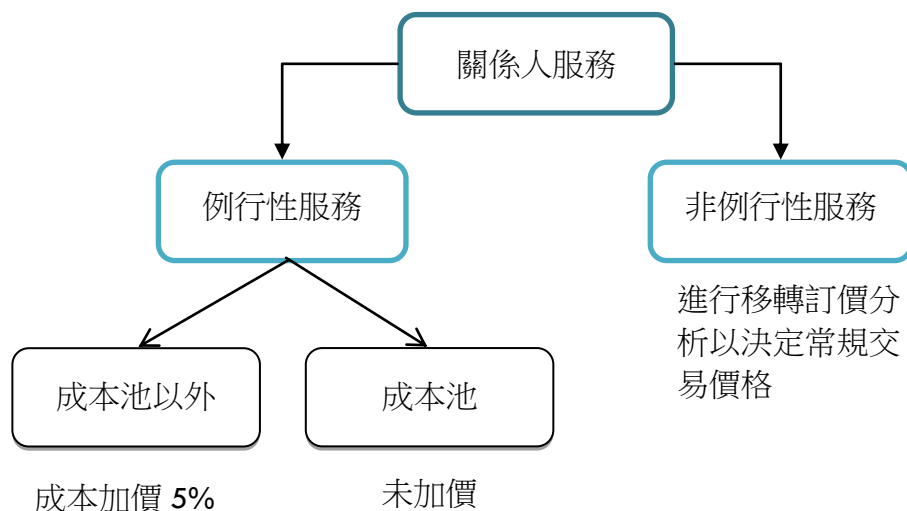 關係人服務
例行性服務
非例行性服務
進行移轉訂價分
析以決定常規交
易價格
成本池以外
成本池
成本加價 5%
未加價